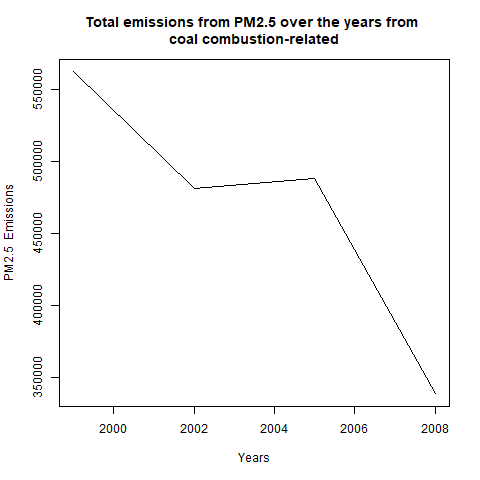 Total emissions from PM2.5 over the years from
coal combustion-related
550000
500000
450000
400000
350000
PM2.5 Emissions
2000 2002 2004 2006 2008
Years